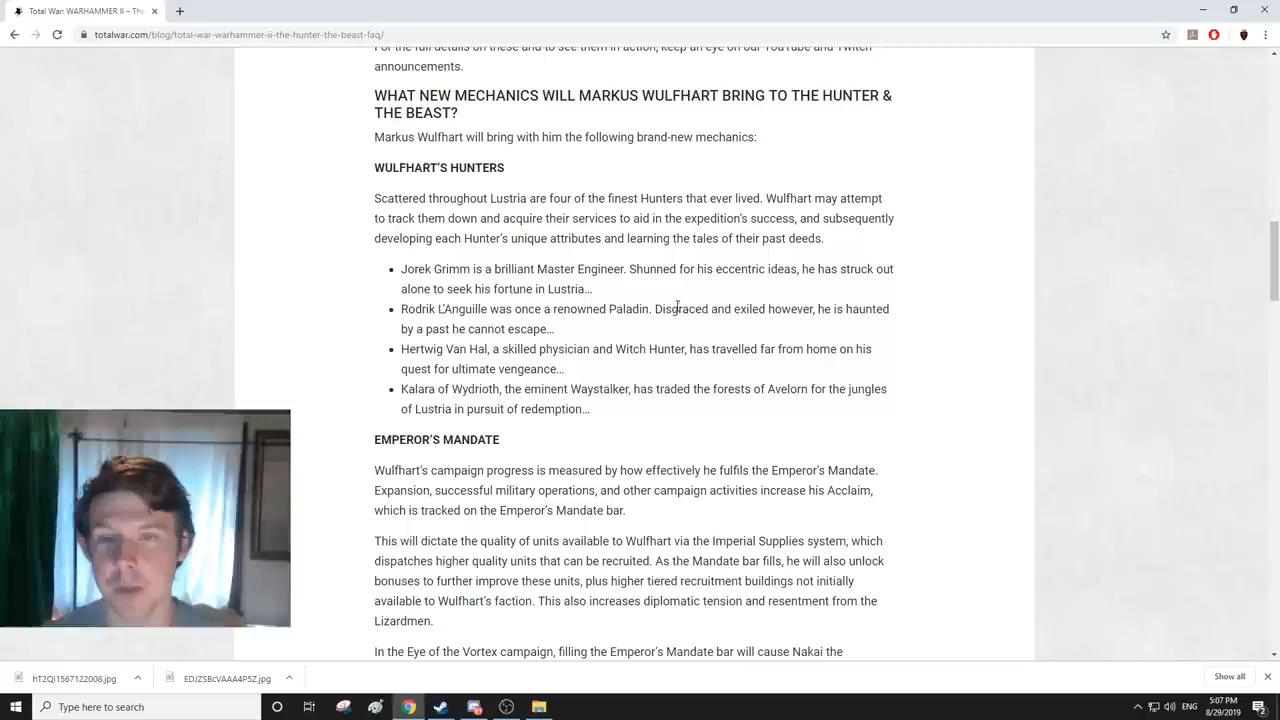 Total War: WARHAMMER II – The
totalwar.com/blog/total-war-warhammer-ii-the-hunter-the-beast-faq/
For the full details on these and to see them in action, keep an eye on our YouTube and Twitch
announcements.
WHAT NEW MECHANICS WILL MARKUS WULFHART BRING TO THE HUNTER &
THE BEAST?
Markus Wulfhart will bring with him the following brand-new mechanics:
WULFHART'S HUNTERS
Scattered throughout Lustria are four of the finest Hunters that ever lived. Wulfhart may attempt
to track them down and acquire their services to aid in the expedition's success, and subsequently
developing each Hunter's unique attributes and learning the tales of their past deeds.
• Jorek Grimm is a brilliant Master Engineer. Shunned for his eccentric ideas, he has struck out
alone to seek his fortune in Lustria…
• Rodrik L'Anguille was once a renowned Paladin. Disgraced and exiled however, he is haunted
by a past he cannot escape…
• Hertwig Van Hal, a skilled physician and Witch Hunter, has travelled far from home on his
quest for ultimate vengeance…
• Kalara of Wydrioth, the eminent Waystalker, has traded the forests of Avelorn for the jungles
of Lustria in pursuit of redemption…
EMPEROR'S MANDATE
Wulfhart's campaign progress is measured by how effectively he fulfils the Emperor's Mandate.
Expansion, successful military operations, and other campaign activities increase his Acclaim,
which is tracked on the Emperor's Mandate bar.
This will dictate the quality of units available to Wulfhart via the Imperial Supplies system, which
dispatches higher quality units that can be recruited. As the Mandate bar fills, he will also unlock
bonuses to further improve these units, plus higher tiered recruitment buildings not initially
available to Wulfhart's faction. This also increases diplomatic tension and resentment from the
Lizardmen.
In the Eye of the Vortex campaign, filling the Emperor's Mandate bar will cause Nakai the
hT2QI1567122008.jpg
EDJZSBcVAAA4P5Z.jpg
Show all
Type here to search
ENG
5:07 PM
8/29/2019
2